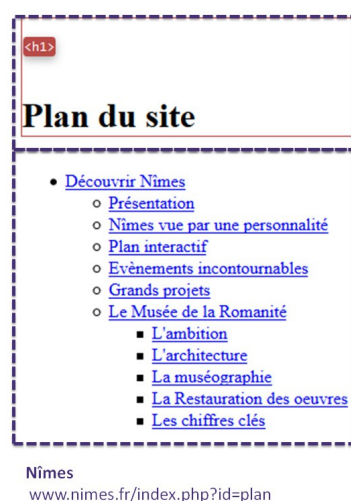 <h1>
Plan du site
Découvrir Nîmes
Présentation
Nîmes vue par une personnalité
Plan interactif
Evènements incontournables
Grands projets
Le Musée de la Romanité
L'ambition
L'architecture
La muséographie
La Restauration des oeuvres
Les chiffres clés
Nîmes
www.nimes.fr/index.php?id=plan